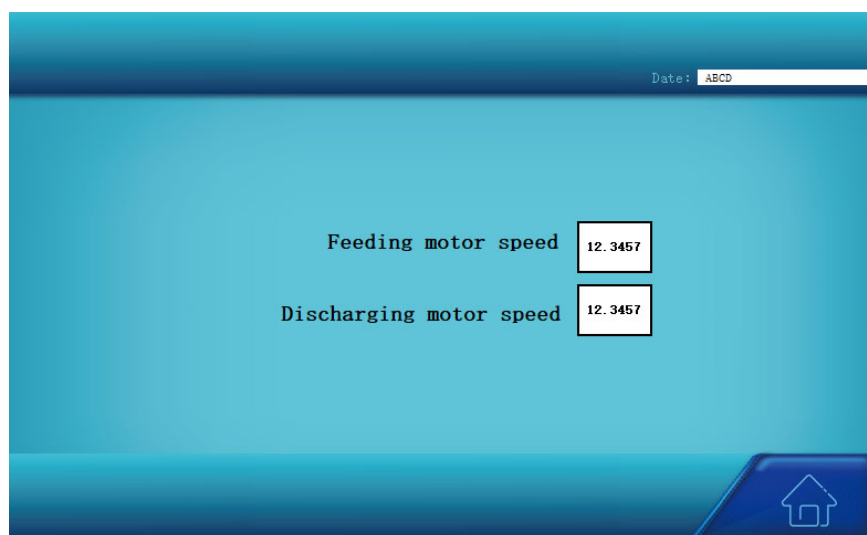 Date: ABCD
Feeding motor speed 12.3457
Discharging motor speed 12.3457